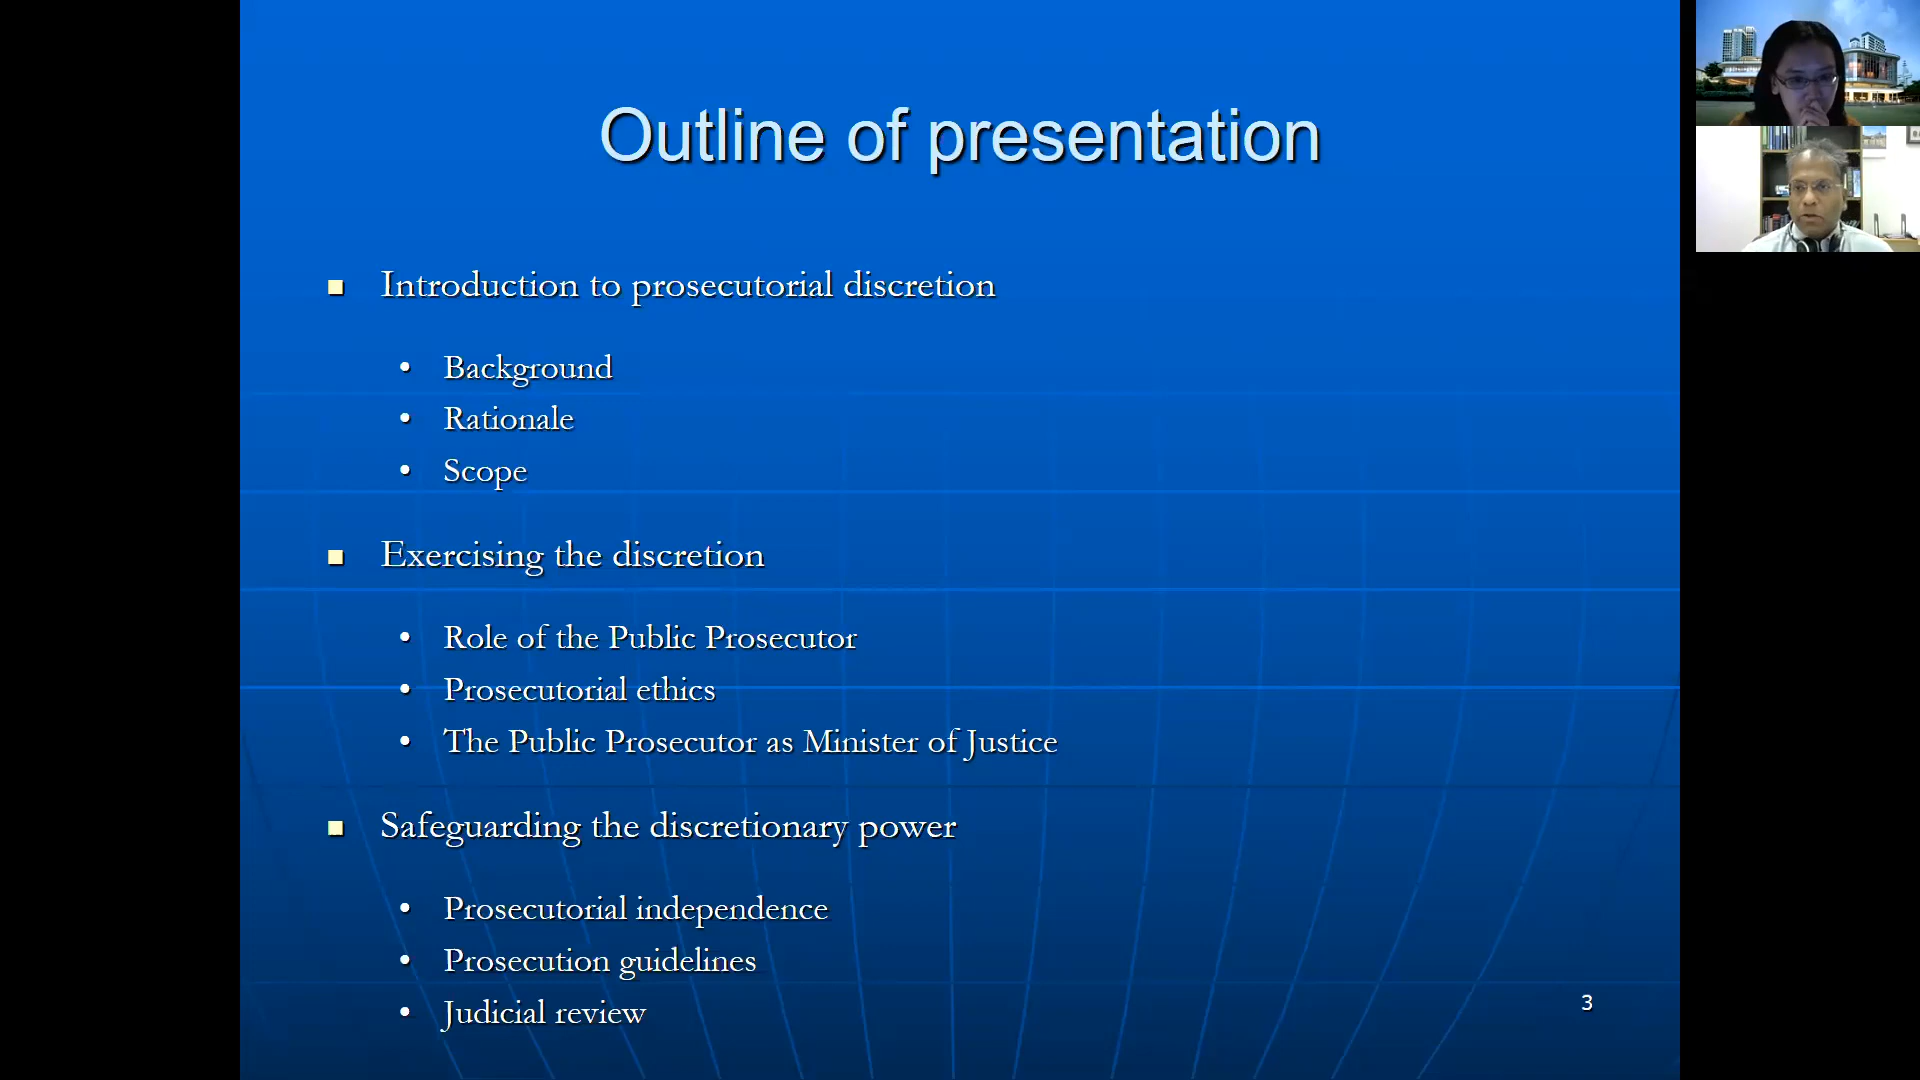 Outline of presentation
Introduction to prosecutorial discretion
Background
Rationale
Scope
Exercising the discretion
Role of the Public Prosecutor
Prosecutorial ethics
The Public Prosecutor as Minister of Justice
Safeguarding the discretionary power
Prosecutorial independence
Prosecution guidelines
Judicial review
3